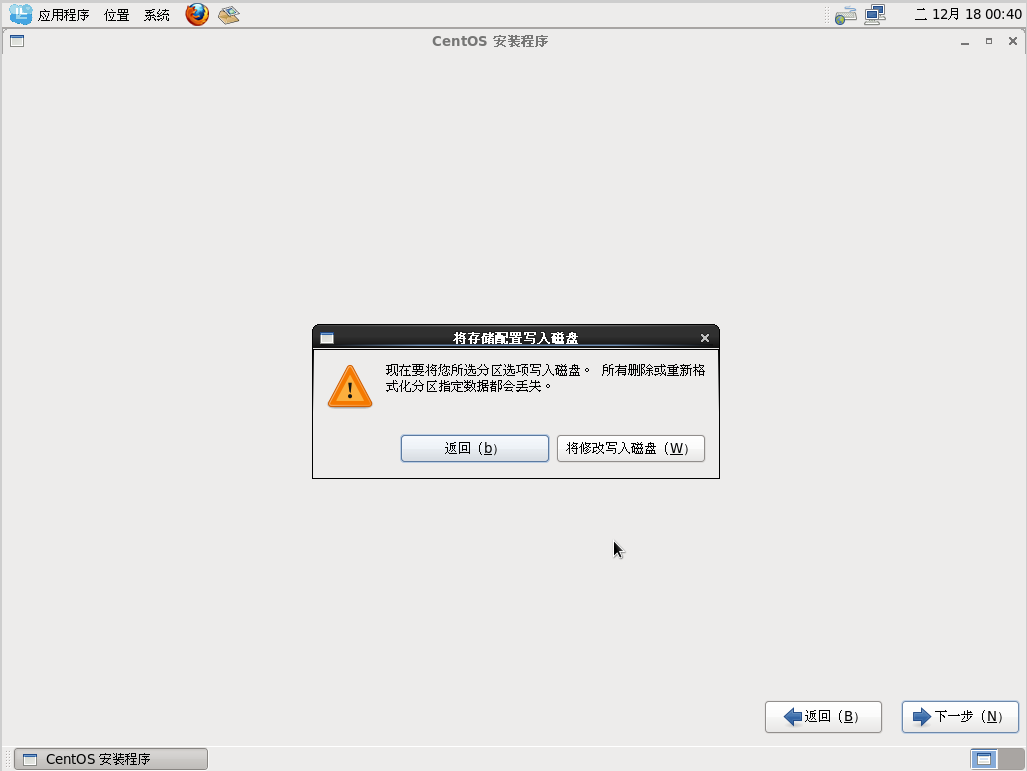 应用程序 位置 系统 二 12月 18 00:40
CentOS 安装程序
将存储配置写入磁盘
现在要将您所选分区选项写入磁盘。 所有删除或重新格
式化分区指定数据都会丢失。
返回（b） 将修改写入磁盘（W）
返回（B） 下一步（N）
CentOS 安装程序